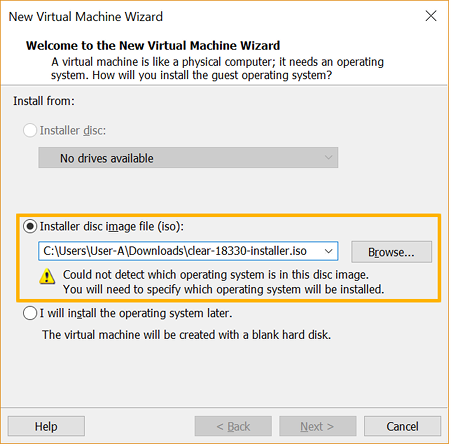 New Virtual Machine Wizard
Welcome to the New Virtual Machine Wizard
A virtual machine is like a physical computer; it needs an operating
system. How will you install the guest operating system?
Install from:
Installer disc:
No drives available
Installer disc image file (iso):
C:\Users\User-A\Downloads\clear-18330-installer.iso
Browse...
Could not detect which operating system is in this disc image.
You will need to specify which operating system will be installed.
I will install the operating system later.
The virtual machine will be created with a blank hard disk.
Help
< Back
Next >
Cancel